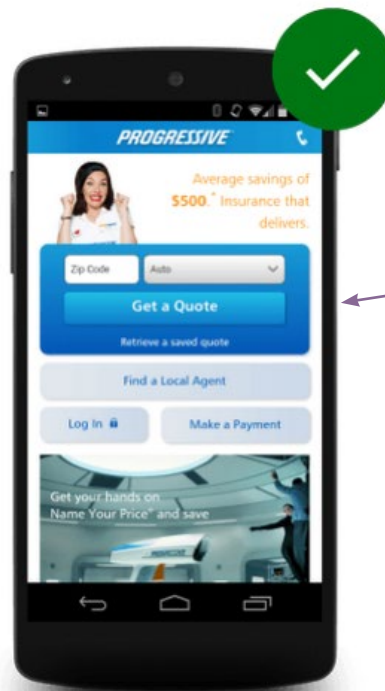 PROGRESSIVE
Average savings of
$500.* Insurance that
delivers.
Zip Code
Auto
Get a Quote
Retrieve a saved quote
Find a Local Agent
Log In
Make a Payment
Get your hands on
Name Your Price® and save